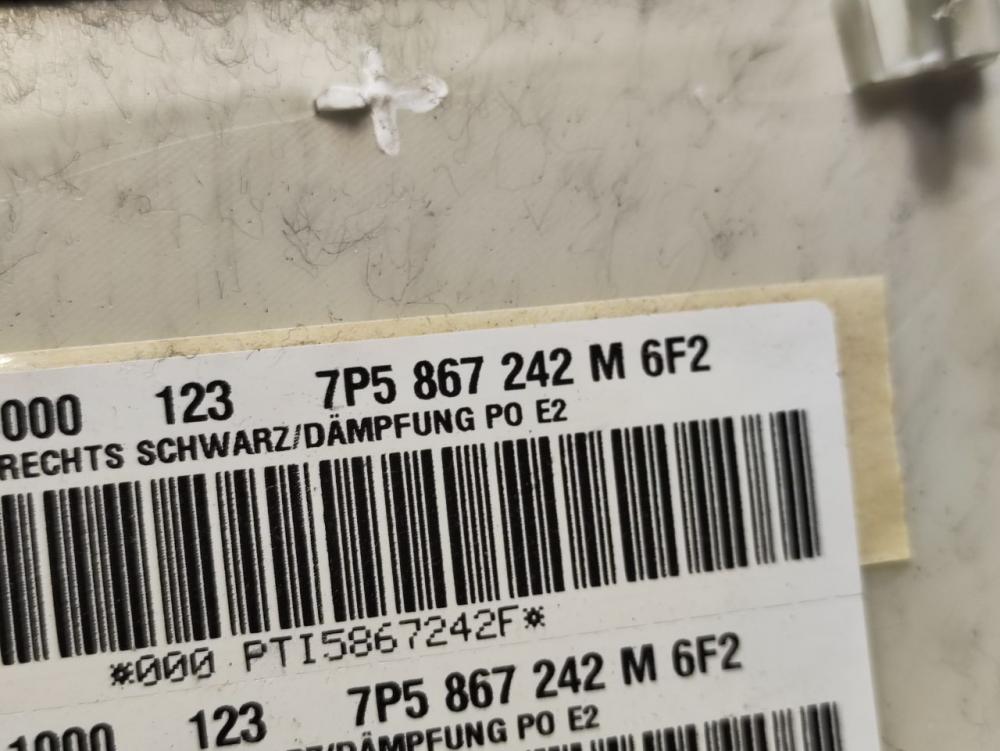 000 123 7P5 867 242 M 6F2
RECHTS SCHWARZ/DÄMPFUNG PO E2
*000 PTI5867242F*
1000 123 7P5 867 242 M 6F2
/DÄMPFUNG PO E2